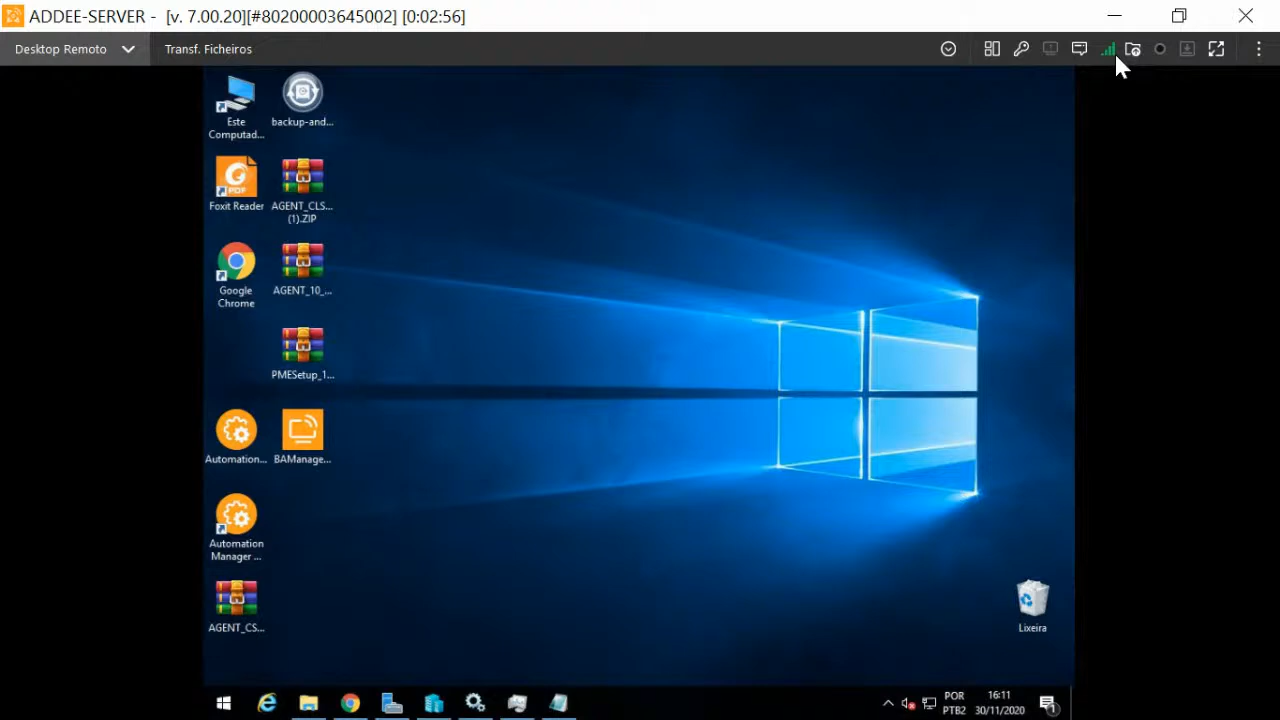 ADDEE-SERVER - [v. 7.00.20][#80200003645002] [0:02:56]
Desktop Remoto
Transf. Ficheiros
Este
Computad...
backup-and...
PDF
Foxit Reader
AGENT_CLS...
(1).ZIP
Google
Chrome
AGENT_10_...
PMESetup_1...
Automation...
BAManage...
Automation
Manager ...
AGENT_CS...
Lixeira
POR
PTB2
16:11
30/11/2020
1